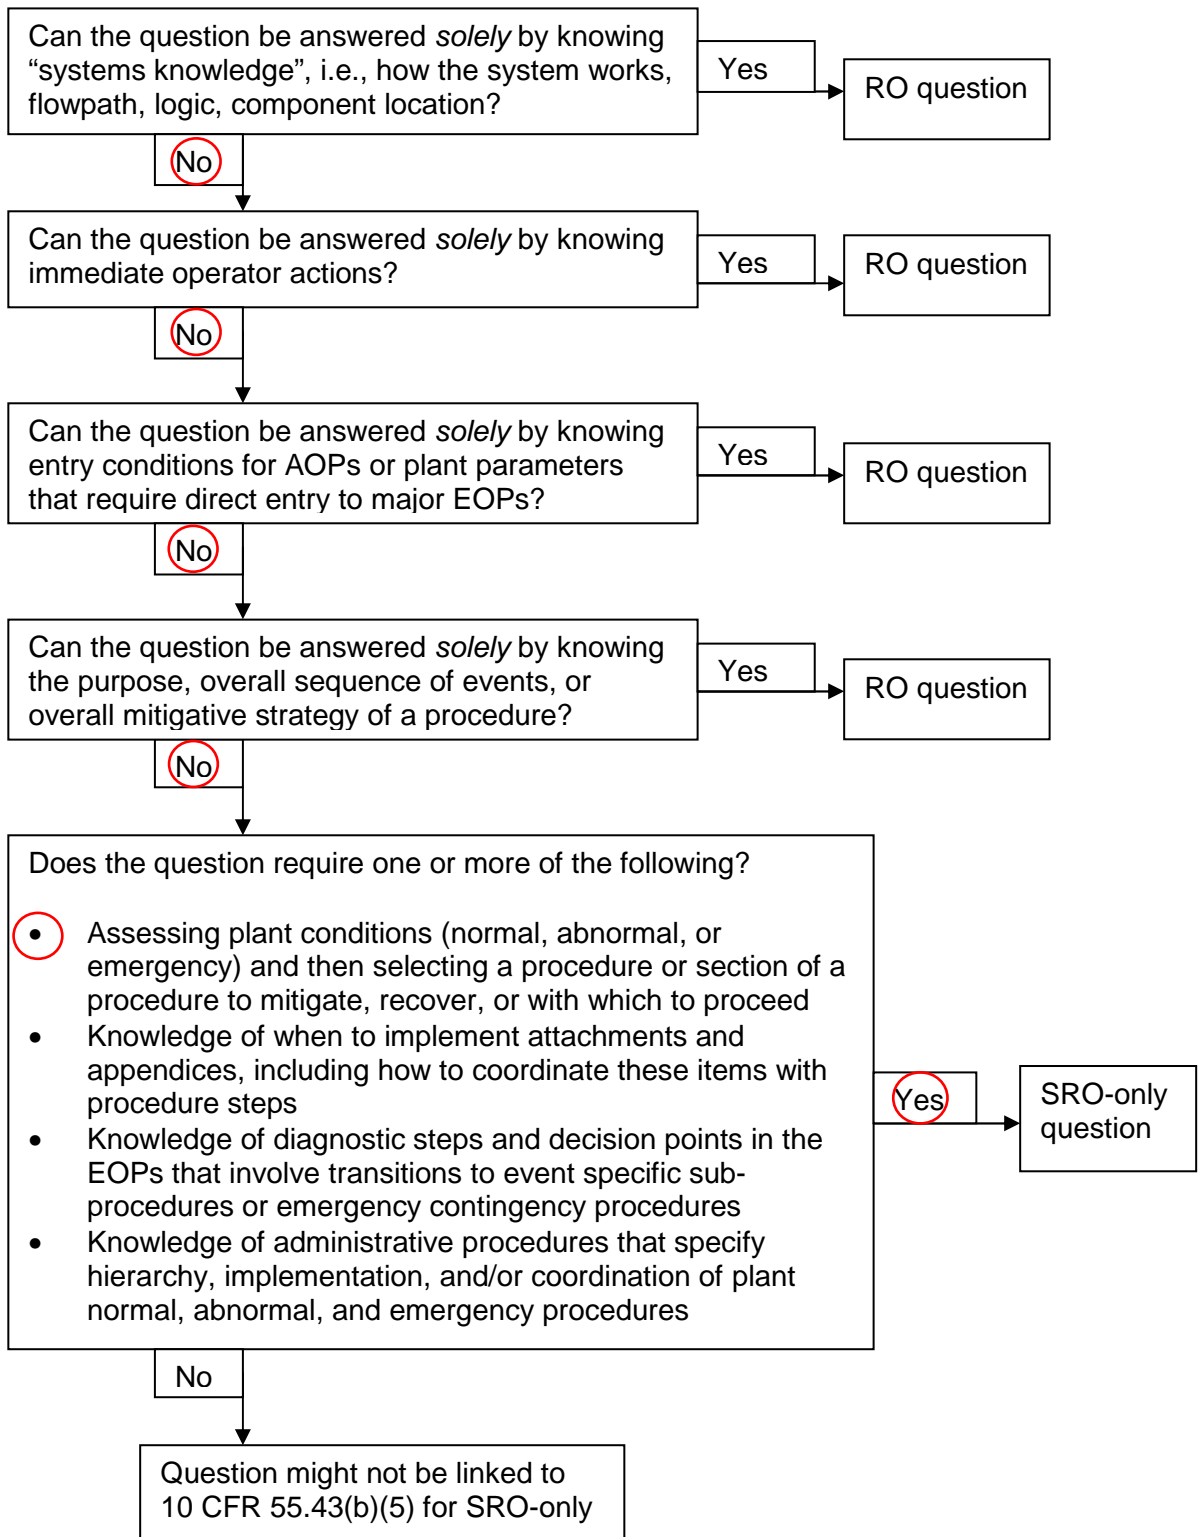 Can the question be answered solely by knowing
“systems knowledge”, i.e., how the system works,
flowpath, logic, component location?
Yes
RO question
No
Can the question be answered solely by knowing
immediate operator actions?
Yes
RO question
No
Can the question be answered solely by knowing
entry conditions for AOPs or plant parameters
that require direct entry to major EOPs?
Yes
RO question
No
Can the question be answered solely by knowing
the purpose, overall sequence of events, or
overall mitigative strategy of a procedure?
Yes
RO question
No
Does the question require one or more of the following?
• Assessing plant conditions (normal, abnormal, or
emergency) and then selecting a procedure or section of a
procedure to mitigate, recover, or with which to proceed
• Knowledge of when to implement attachments and
appendices, including how to coordinate these items with
procedure steps
• Knowledge of diagnostic steps and decision points in the
EOPs that involve transitions to event specific sub-
procedures or emergency contingency procedures
• Knowledge of administrative procedures that specify
hierarchy, implementation, and/or coordination of plant
normal, abnormal, and emergency procedures
Yes
SRO-only
question
No
Question might not be linked to
10 CFR 55.43(b)(5) for SRO-only